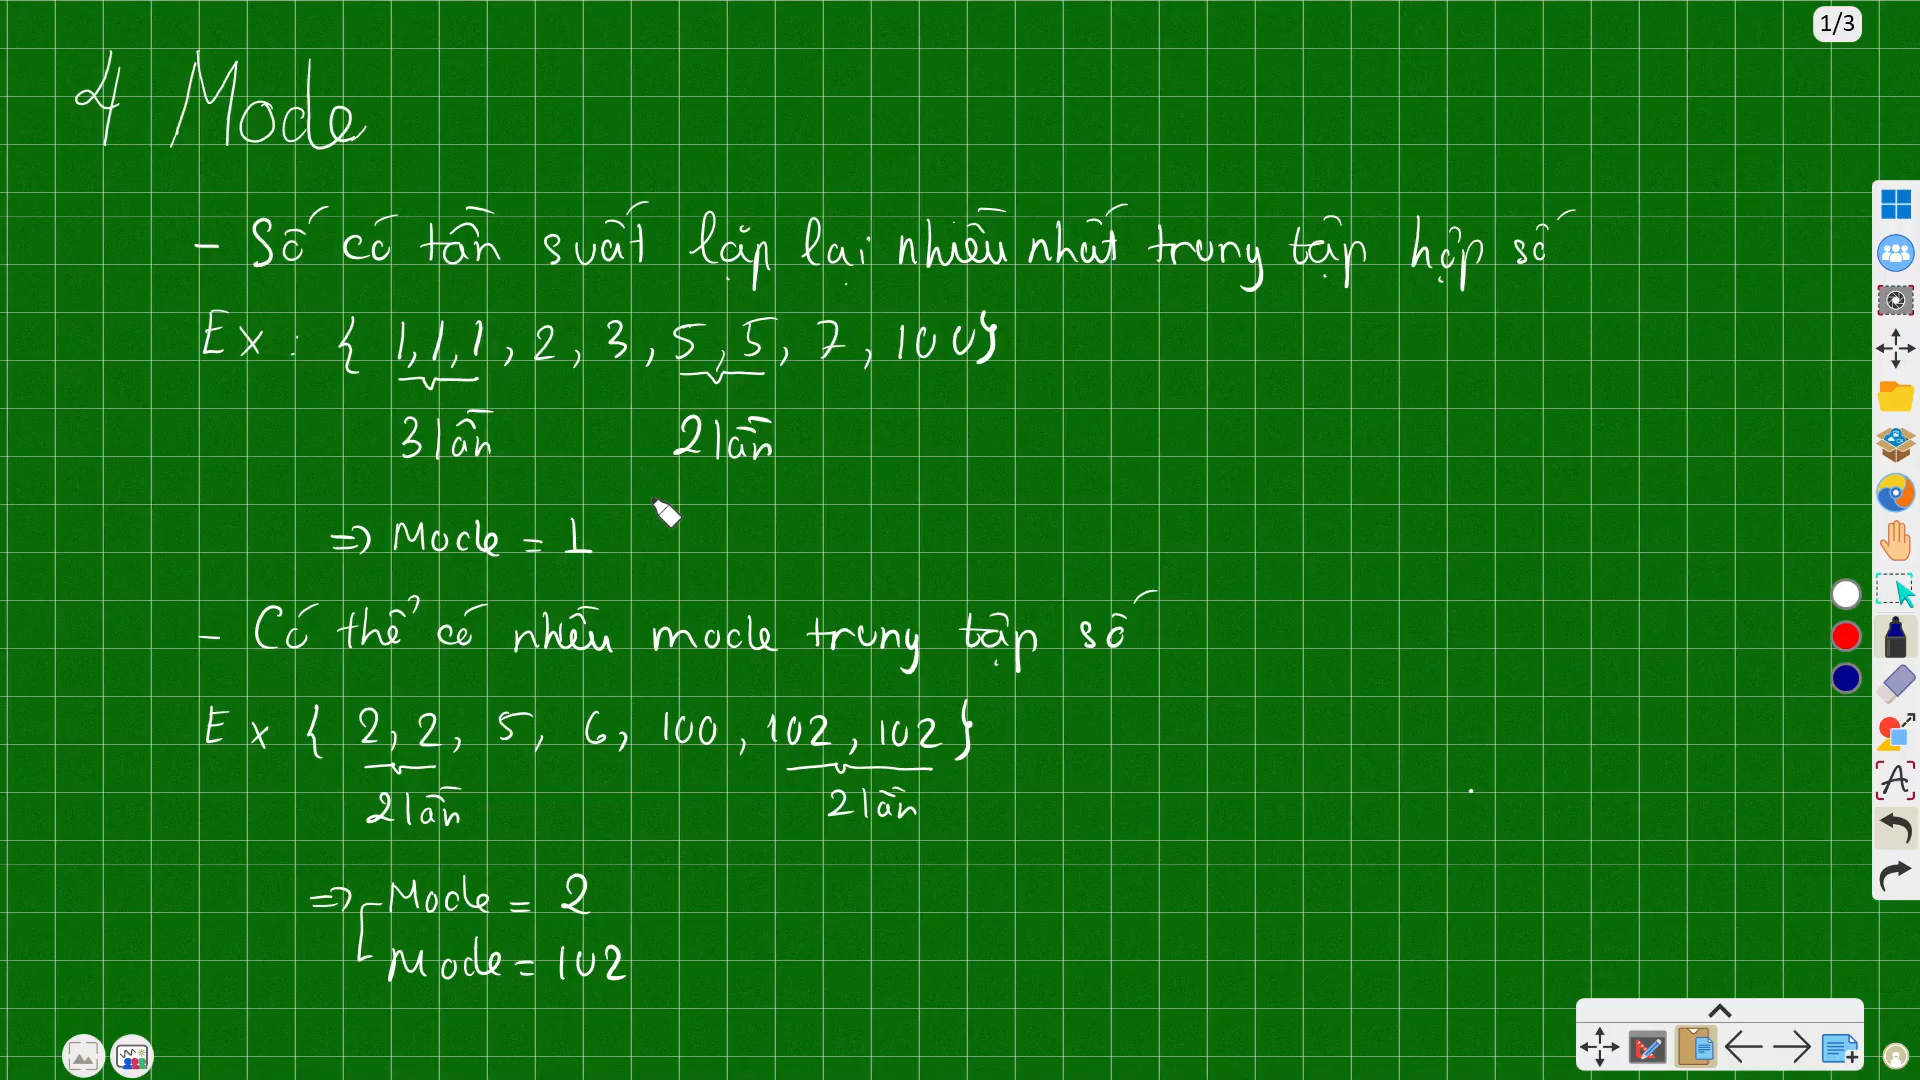 1/3
4 Mode
- Số có tần suất lặp lại nhiều nhất trong tập hợp số
Ex : { 1,1,1 , 2 , 3 , 5 , 5 , 7 , 100}
3 lần 2 lần
=> Mode = 1
- Có thể có nhiều mode trong tập số
Ex { 2, 2, 5, 6, 100 , 102 , 102 }
2 lần 2 lần
=> Mode = 2
Mode = 102